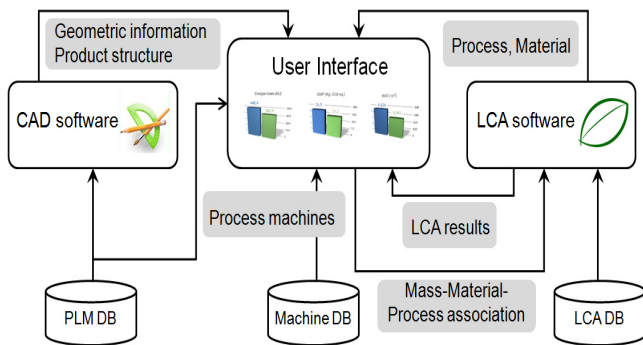 Geometric information
Product structure
User Interface
Process, Material
CAD software
LCA software
Process machines
LCA results
Mass-Material-
Process association
PLM DB
Machine DB
LCA DB